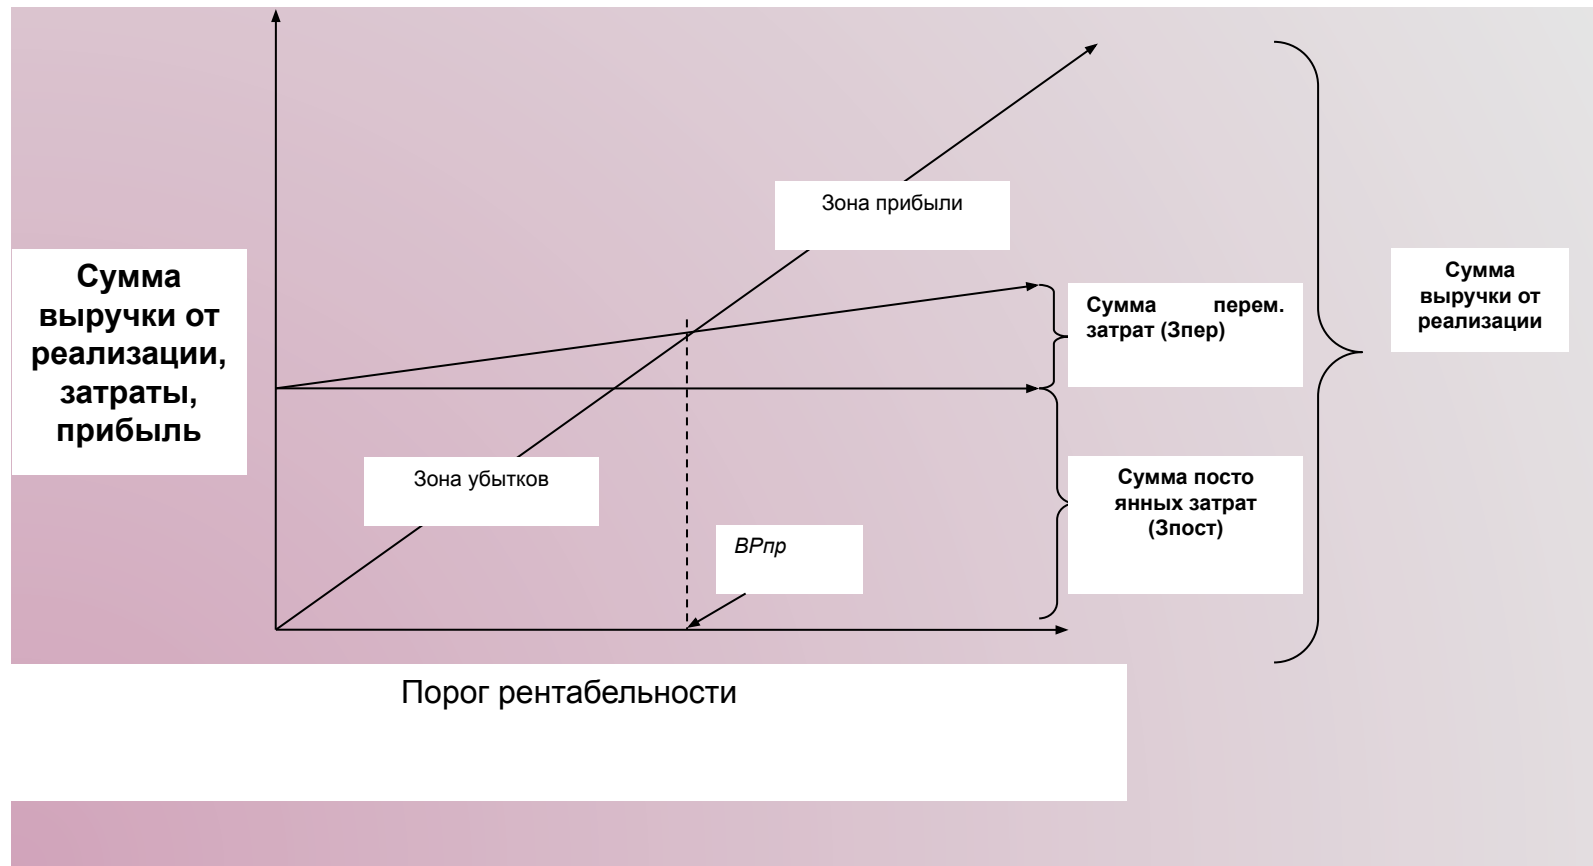 Зона прибыли
Сумма
выручки от
реализации,
затраты,
прибыль
Сумма перем.
затрат (Зпер)
Сумма
выручки от
реализации
Зона убытков
Сумма посто
янных затрат
(Зпост)
ВРпр
Порог рентабельности